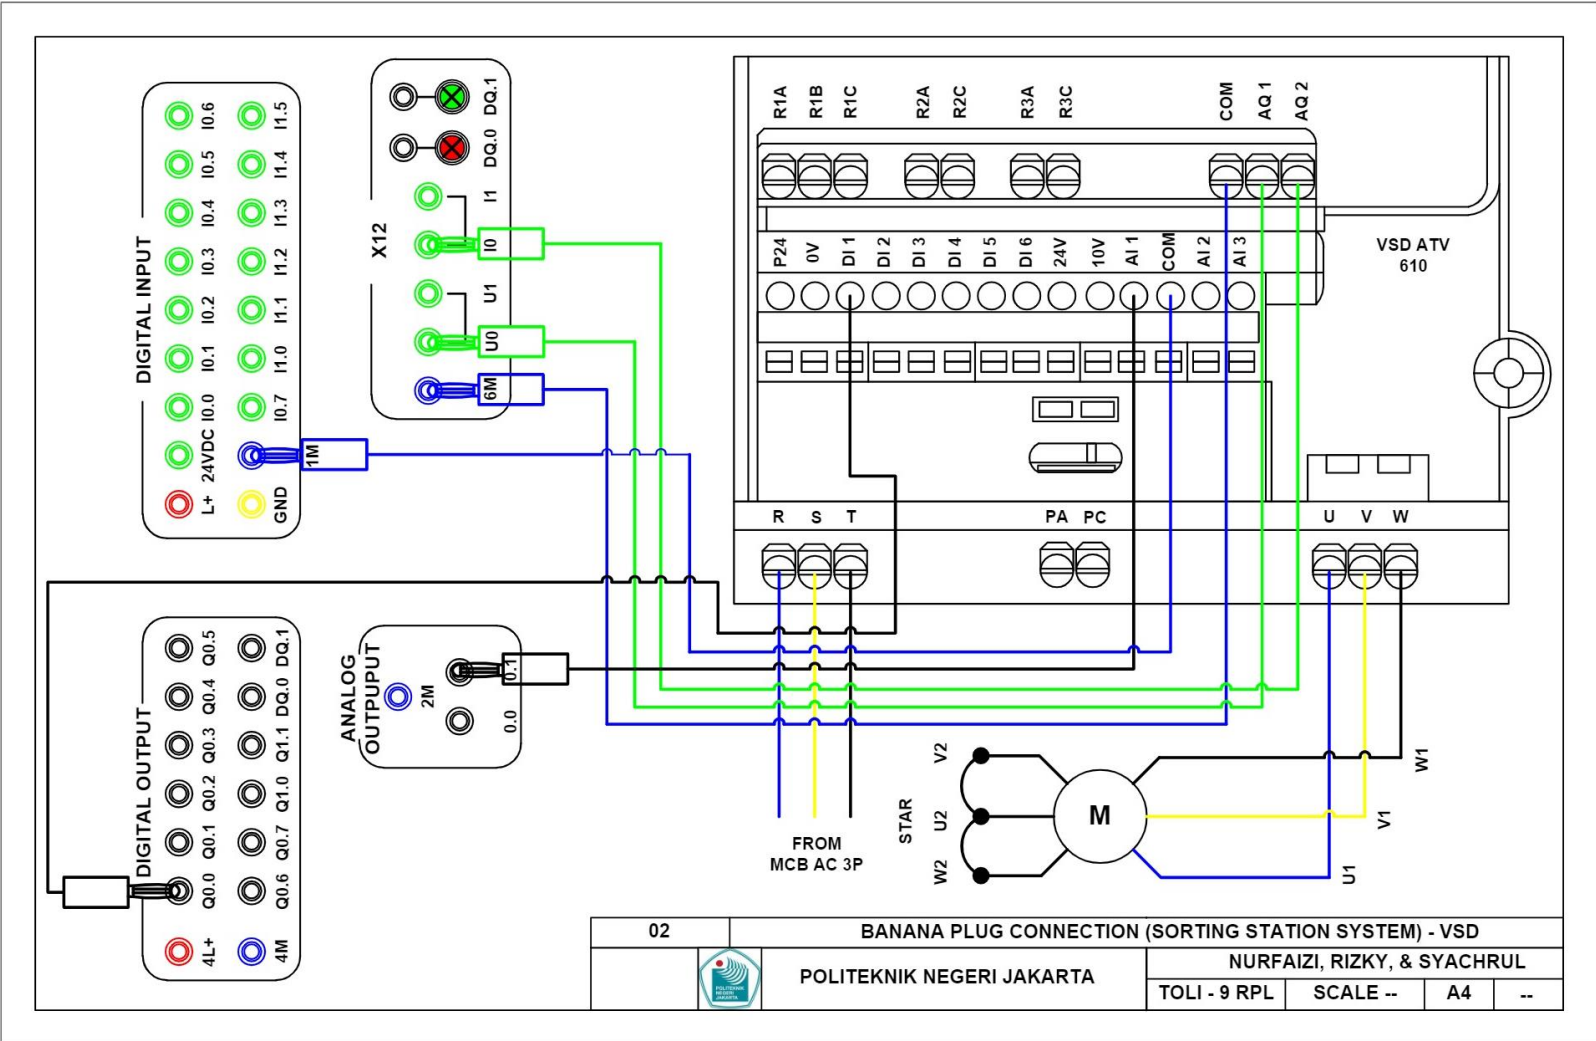 DIGITAL INPUT
I0.6
I0.5
I0.4
I0.3
I0.2
I0.1
I0.0
24VDC
L+
I1.5
I1.4
I1.3
I1.2
I1.1
I1.0
I0.7
1M
GND
X12
DQ.1
DQ.0
I1
I0
U1
U0
6M
R1A
R1B
R1C
R2A
R2C
R3A
R3C
COM
AQ 1
AQ 2
P24
0V
DI 1
DI 2
DI 3
DI 4
DI 5
DI 6
24V
10V
AI 1
COM
AI 2
AI 3
VSD ATV
610
R S T
PA PC
U V W
DIGITAL OUTPUT
Q0.5
Q0.4
Q0.3
Q0.2
Q0.1
Q0.0
4L+
DQ.1
DQ.0
Q1.1
Q1.0
Q0.7
Q0.6
4M
ANALOG
OUTPUPUT
2M
0.1
0.0
FROM
MCB AC 3P
STAR
V2
U2
W2
M
W1
V1
U1
02
BANANA PLUG CONNECTION (SORTING STATION SYSTEM) - VSD
POLITEKNIK
NEGERI
JAKARTA
POLITEKNIK NEGERI JAKARTA
NURFAIZI, RIZKY, & SYACHRUL
TOLI - 9 RPL
SCALE --
A4
--